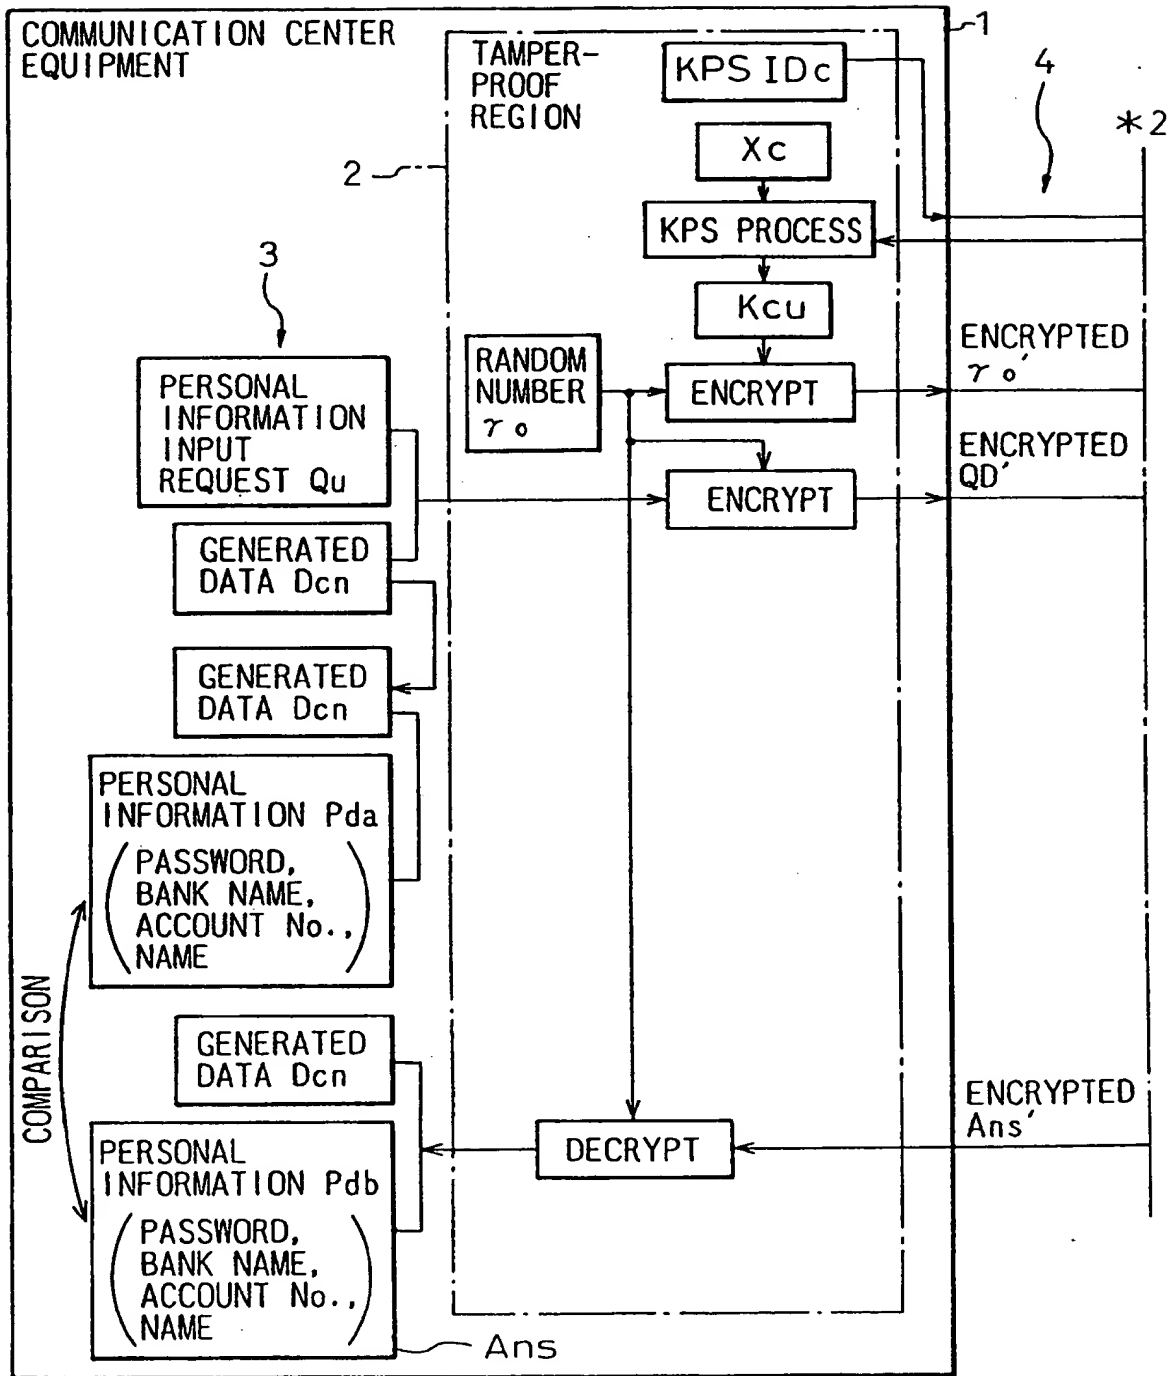 COMMUNICATION CENTER
EQUIPMENT
1
TAMPER-
PROOF
REGION
2
KPS IDc
4
*2
Xc
KPS PROCESS
3
Kcu
PERSONAL
INFORMATION
INPUT
REQUEST Qu
RANDOM
NUMBER
γo
ENCRYPT
ENCRYPTED
γo′
ENCRYPT
ENCRYPTED
QD′
GENERATED
DATA Dcn
GENERATED
DATA Dcn
PERSONAL
INFORMATION Pda
(PASSWORD,
BANK NAME,
ACCOUNT No.,
NAME)
COMPARISON
GENERATED
DATA Dcn
DECRYPT
ENCRYPTED
Ans′
PERSONAL
INFORMATION Pdb
(PASSWORD,
BANK NAME,
ACCOUNT No.,
NAME)
Ans